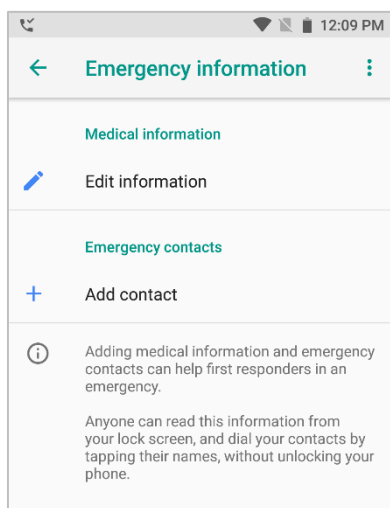 12:09 PM
Emergency information
Medical information
Edit information
Emergency contacts
Add contact
Adding medical information and emergency
contacts can help first responders in an
emergency.
Anyone can read this information from
your lock screen, and dial your contacts by
tapping their names, without unlocking your
phone.